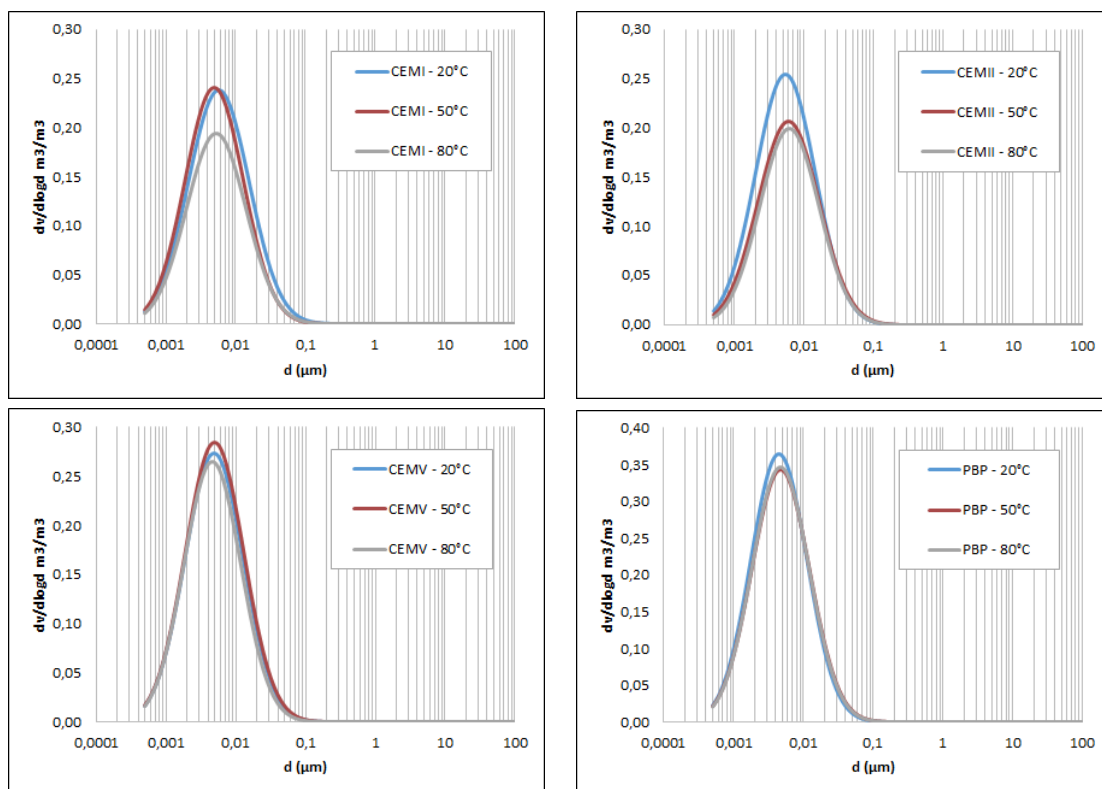 0,30
0,25
0,20
0,15
0,10
0,05
0,00
dv/dlogd m3/m3
CEMI - 20°C
CEMI - 50°C
CEMI - 80°C
0,0001 0,001 0,01 0,1 1 10 100
d (µm)
0,30
0,25
0,20
0,15
0,10
0,05
0,00
dv/dlogd m3/m3
CEMII - 20°C
CEMII - 50°C
CEMII - 80°C
0,0001 0,001 0,01 0,1 1 10 100
d (µm)
0,30
0,25
0,20
0,15
0,10
0,05
0,00
dv/dlogd m3/m3
CEMV - 20°C
CEMV - 50°C
CEMV - 80°C
0,0001 0,001 0,01 0,1 1 10 100
d (µm)
0,40
0,35
0,30
0,25
0,20
0,15
0,10
0,05
0,00
dv/dlogd m3/m3
PBP - 20°C
PBP - 50°C
PBP - 80°C
0,0001 0,001 0,01 0,1 1 10 100
d (µm)